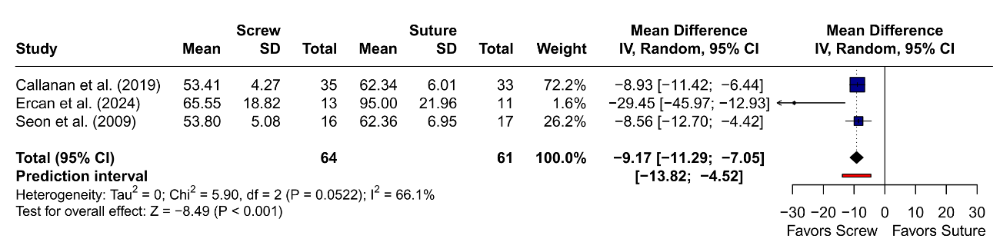 Screw Suture Mean Difference Mean Difference
Study Mean SD Total Mean SD Total Weight IV, Random, 95% CI IV, Random, 95% CI
Callanan et al. (2019) 53.41 4.27 35 62.34 6.01 33 72.2% −8.93 [−11.42; −6.44]
Ercan et al. (2024) 65.55 18.82 13 95.00 21.96 11 1.6% −29.45 [−45.97; −12.93]
Seon et al. (2009) 53.80 5.08 16 62.36 6.95 17 26.2% −8.56 [−12.70; −4.42]
Total (95% CI) 64 61 100.0% −9.17 [−11.29; −7.05]
Prediction interval [−13.82; −4.52]
Heterogeneity: Tau² = 0; Chi² = 5.90, df = 2 (P = 0.0522); I² = 66.1%
Test for overall effect: Z = −8.49 (P < 0.001)
−30 −20 −10 0 10 20 30
Favors Screw Favors Suture